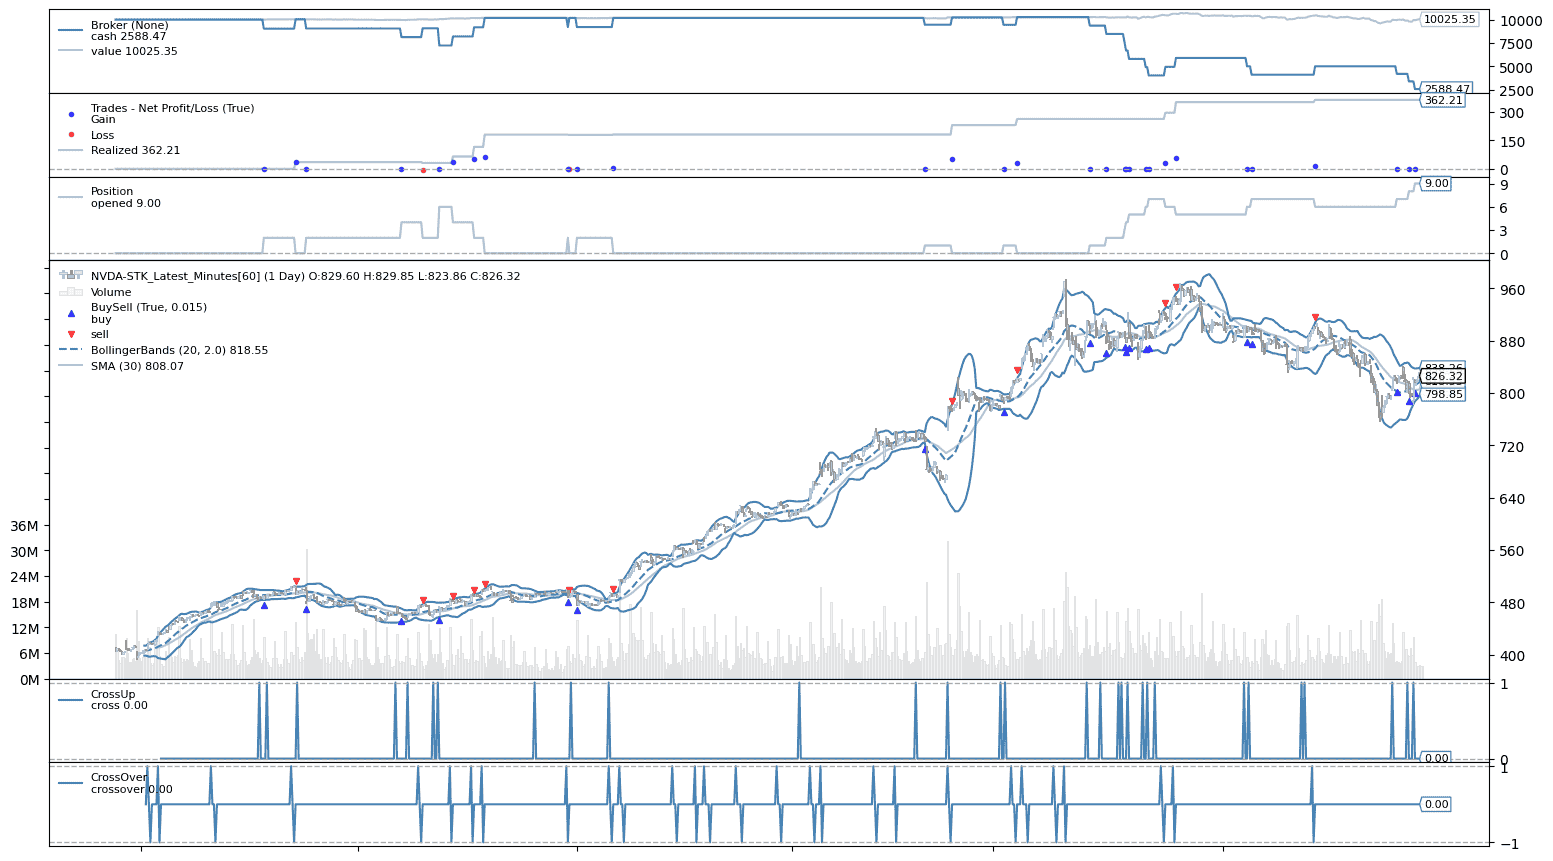 Broker (None)
cash 2588.47
value 10025.35
10025.35
10000
7500
5000
2500
2588.47
Trades - Net Profit/Loss (True)
Gain
Loss
Realized 362.21
362.21
300
150
0
Position
opened 9.00
9.00
9
6
3
0
NVDA-STK_Latest_Minutes[60] (1 Day) O:829.60 H:829.85 L:823.86 C:826.32
Volume
BuySell (True, 0.015)
buy
sell
BollingerBands (20, 2.0) 818.55
SMA (30) 808.07
960
880
800
720
640
560
480
400
826.32
798.85
36M
30M
24M
18M
12M
6M
0M
CrossUp
cross 0.00
1
0
0.00
CrossOver
crossover 0.00
1
0.00
−1